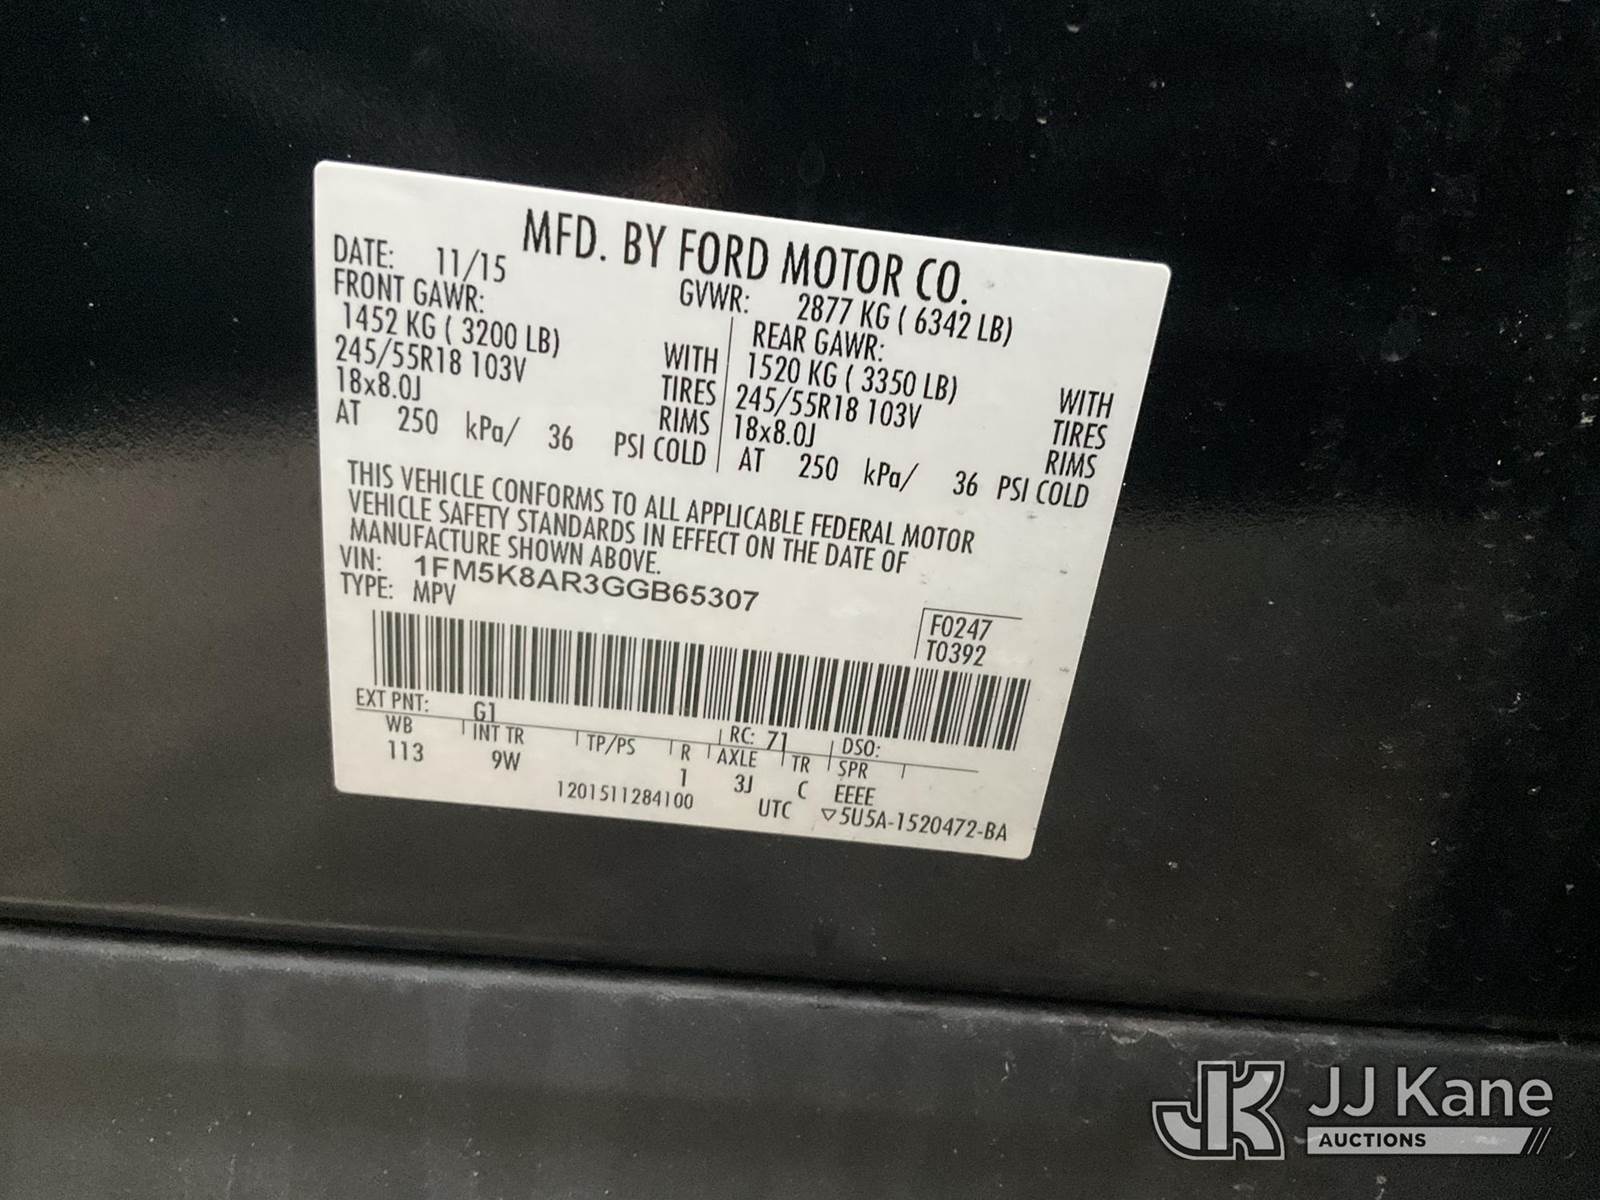 MFD. BY FORD MOTOR CO.
DATE: 11/15 GVWR: 2877 KG ( 6342 LB)
FRONT GAWR: REAR GAWR:
1452 KG ( 3200 LB) WITH 1520 KG ( 3350 LB) WITH
245/55R18 103V TIRES 245/55R18 103V TIRES
18x8.0J RIMS 18x8.0J RIMS
AT 250 kPa/ 36 PSI COLD AT 250 kPa/ 36 PSI COLD
THIS VEHICLE CONFORMS TO ALL APPLICABLE FEDERAL MOTOR
VEHICLE SAFETY STANDARDS IN EFFECT ON THE DATE OF
MANUFACTURE SHOWN ABOVE.
VIN: 1FM5K8AR3GGB65307
TYPE: MPV
F0247
T0392
EXT PNT: G1 RC: 71 DSO:
WB INT TR TP/PS R AXLE TR SPR
113 9W 1 3J C EEEE
1201511284100 UTC ▽5U5A-1520472-BA
JK JJ Kane
AUCTIONS